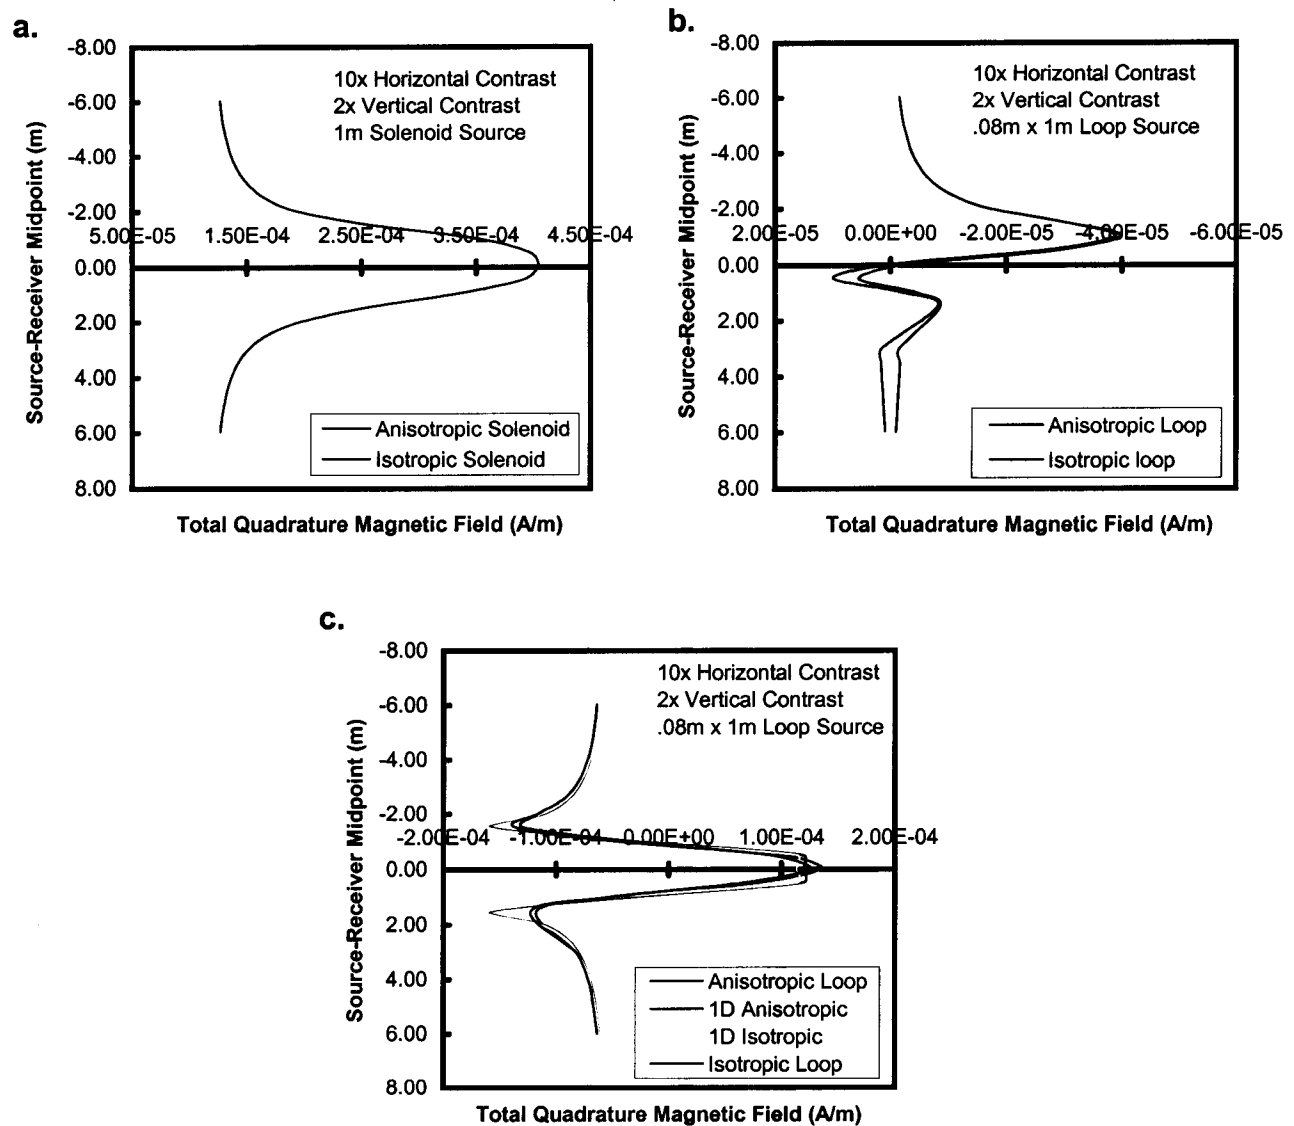 a.
-8.00
10x Horizontal Contrast
2x Vertical Contrast
1m Solenoid Source
-6.00
-4.00
-2.00
5.00E-05 1.50E-04 2.50E-04 3.50E-04 4.50E-04
0.00
2.00
4.00
6.00
8.00
Source-Receiver Midpoint (m)
Anisotropic Solenoid
Isotropic Solenoid
Total Quadrature Magnetic Field (A/m)
b.
-8.00
10x Horizontal Contrast
2x Vertical Contrast
.08m x 1m Loop Source
-6.00
-4.00
-2.00
2.00E-05 0.00E+00 -2.00E-05 -4.00E-05 -6.00E-05
0.00
2.00
4.00
6.00
8.00
Source-Receiver Midpoint (m)
Anisotropic Loop
Isotropic loop
Total Quadrature Magnetic Field (A/m)
c.
-8.00
10x Horizontal Contrast
2x Vertical Contrast
.08m x 1m Loop Source
-6.00
-4.00
-2.00
-2.00E-04 -1.00E-04 0.00E+00 1.00E-04 2.00E-04
0.00
2.00
4.00
6.00
8.00
Source-Receiver Midpoint (m)
Anisotropic Loop
1D Anisotropic
1D Isotropic
Isotropic Loop
Total Quadrature Magnetic Field (A/m)